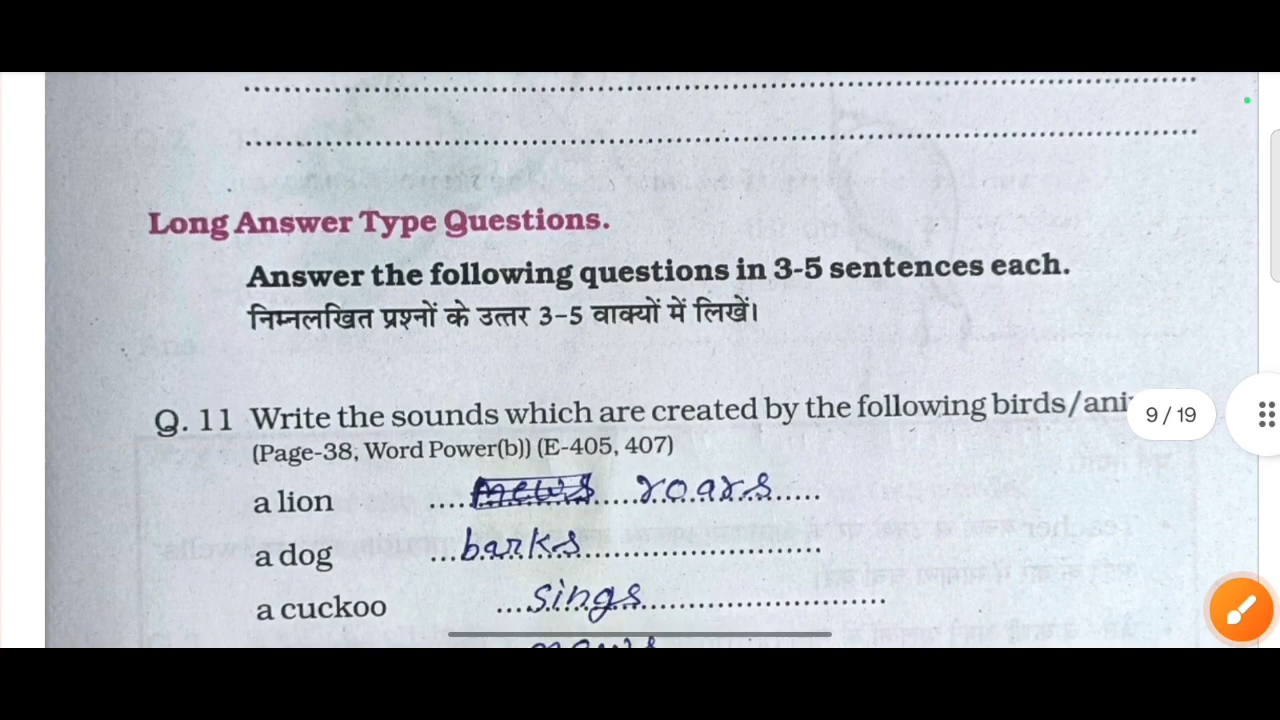 Long Answer Type Questions.
Answer the following questions in 3-5 sentences each.
निम्नलखित प्रश्नों के उत्तर 3-5 वाक्यों में लिखें।
Q. 11 Write the sounds which are created by the following birds/ani
9 / 19
(Page-38, Word Power(b)) (E-405, 407)
a lion mews roars
a dog barks
a cuckoo sings